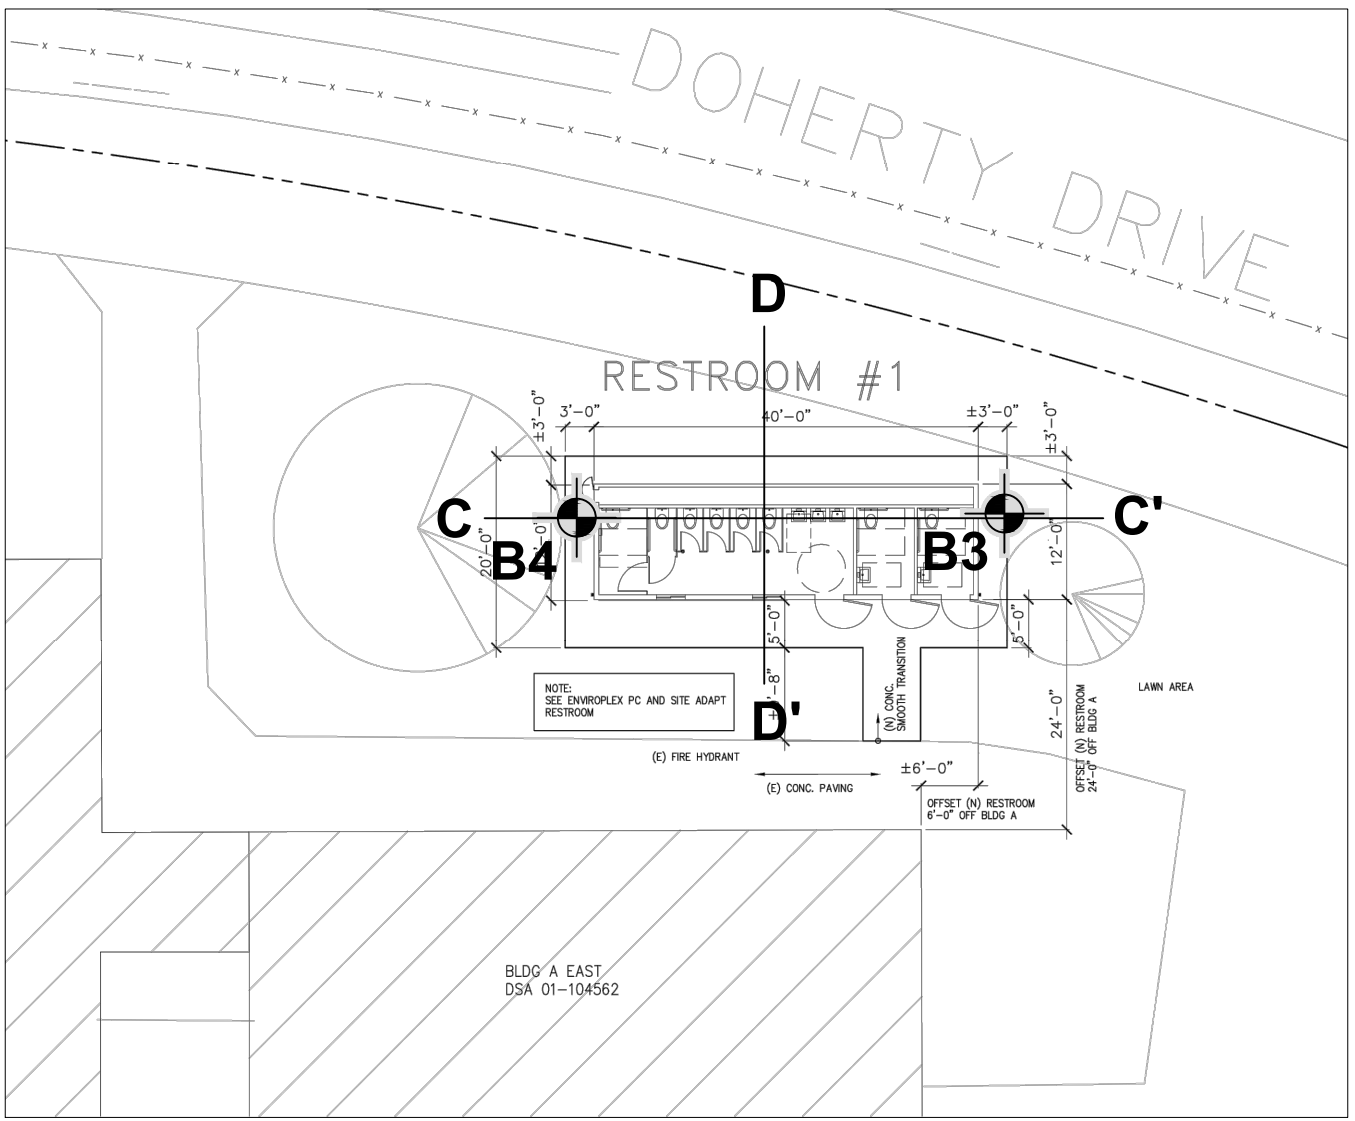 DOHERTY DRIVE
D
RESTROOM #1
±3'-0"
3'-0"
40'-0"
±3'-0"
±3'-0"
C
C'
B4
B3
20'-0"
12'-0"
5'-0"
5'-0"
NOTE:
SEE ENVIROPLEX PC AND SITE ADAPT
RESTROOM
D'
(N) CONC.
SMOOTH TRANSITION
24'-0"
OFFSET (N) RESTROOM
24'-0" OFF BLDG A
LAWN AREA
(E) FIRE HYDRANT
(E) CONC. PAVING
±6'-0"
OFFSET (N) RESTROOM
6'-0" OFF BLDG A
BLDG A EAST
DSA 01-104562